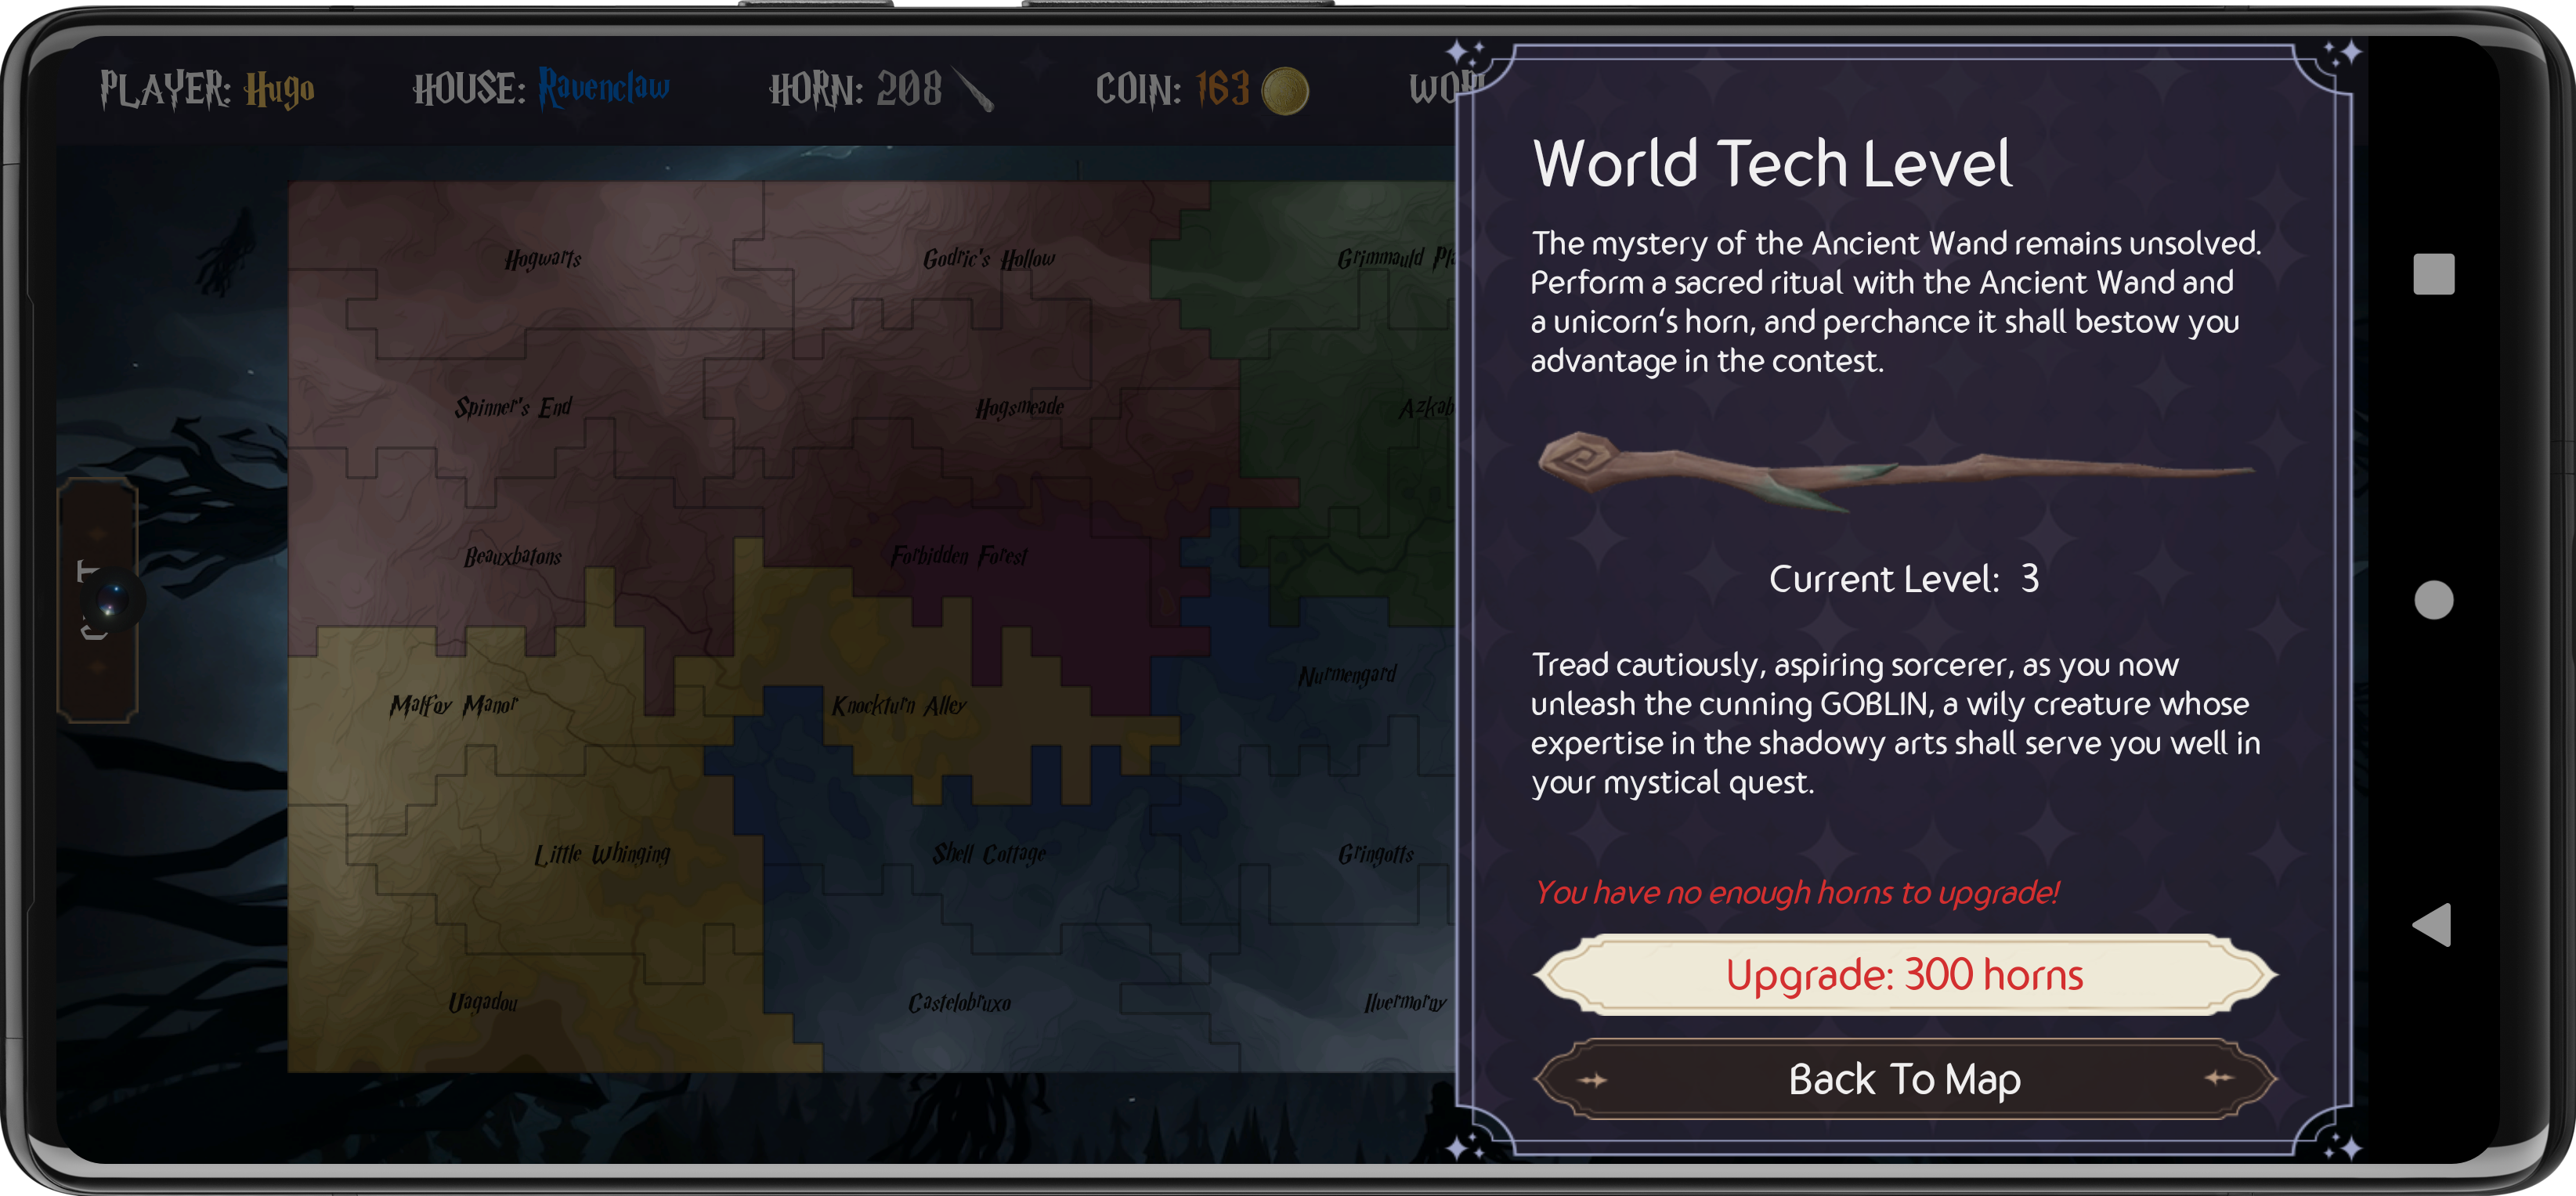 PLAYER: Hugo HOUSE: Ravenclaw HORN: 208 COIN: 163
World Tech Level
The mystery of the Ancient Wand remains unsolved.
Perform a sacred ritual with the Ancient Wand and
a unicorn's horn, and perchance it shall bestow you
advantage in the contest.
Current Level: 3
Tread cautiously, aspiring sorcerer, as you now
unleash the cunning GOBLIN, a wily creature whose
expertise in the shadowy arts shall serve you well in
your mystical quest.
You have no enough horns to upgrade!
Upgrade: 300 horns
Back To Map
Hogwarts
Godric's Hollow
Grimmauld
Spinner's End
Hogsmeade
Beauxbatons
Forbidden Forest
Malfoy Manor
Knockturn Alley
Nurmengard
Little Whinging
Shell Cottage
Gringotts
Uagadou
Castelobruxo
Ilvermorny